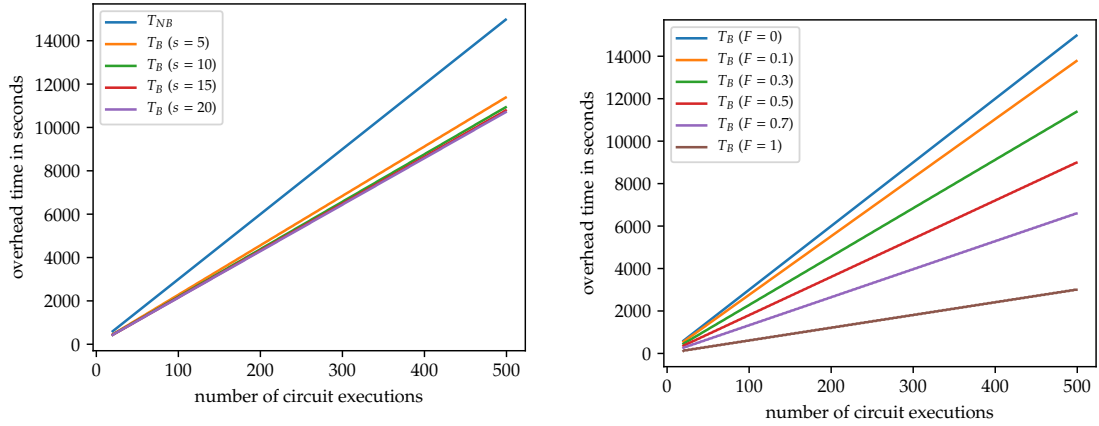 T_NB
T_B (s = 5)
T_B (s = 10)
T_B (s = 15)
T_B (s = 20)
14000
12000
10000
8000
6000
4000
2000
0
overhead time in seconds
0 100 200 300 400 500
number of circuit executions
T_B (F = 0)
T_B (F = 0.1)
T_B (F = 0.3)
T_B (F = 0.5)
T_B (F = 0.7)
T_B (F = 1)
14000
12000
10000
8000
6000
4000
2000
0
overhead time in seconds
0 100 200 300 400 500
number of circuit executions